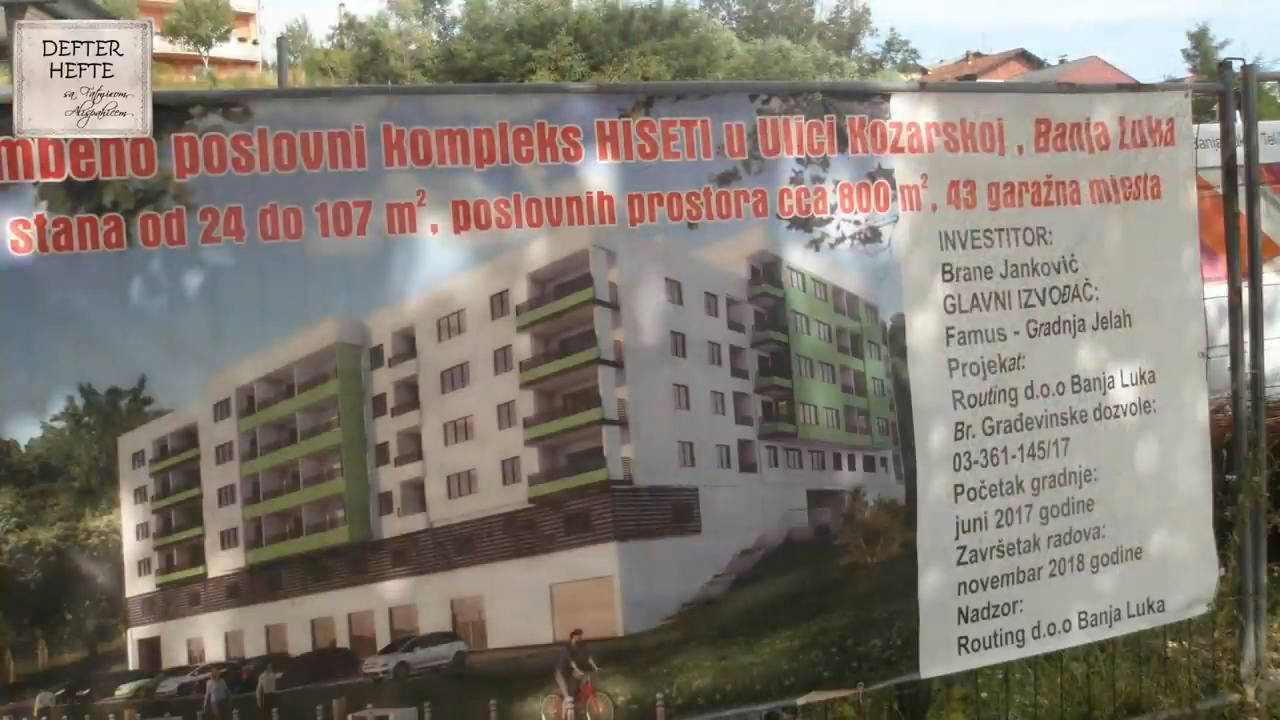 DEFTER
HEFTE
sa Fatmirom
Alispahićem
mbeno poslovni kompleks HISETI u Ulici Kozarskoj , Banja Luka
stana od 24 do 107 m², poslovnih prostora cca 800 m², 43 garažna mjesta
INVESTITOR:
Brane Janković
GLAVNI IZVOĐAČ:
Famus - Gradnja Jelah
Projekat:
Routing d.o.o Banja Luka
Br. Građevinske dozvole:
03-361-145/17
Početak gradnje:
juni 2017 godine
Završetak radova:
novembar 2018 godine
Nadzor:
Routing d.o.o Banja Luka